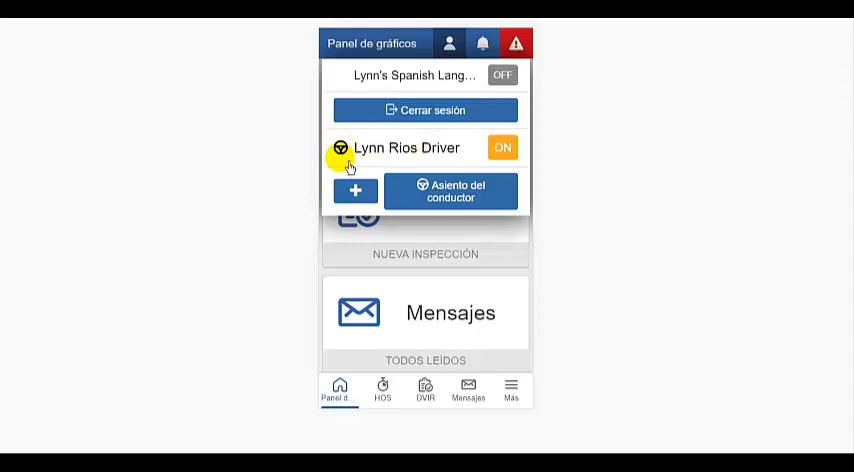 Panel de gráficos
Lynn's Spanish Lang...
OFF
Cerrar sesión
Lynn Rios Driver
ON
Asiento del
conductor
NUEVA INSPECCIÓN
Mensajes
TODOS LEÍDOS
Panel d...
HOS
DVIR
Mensajes
Más